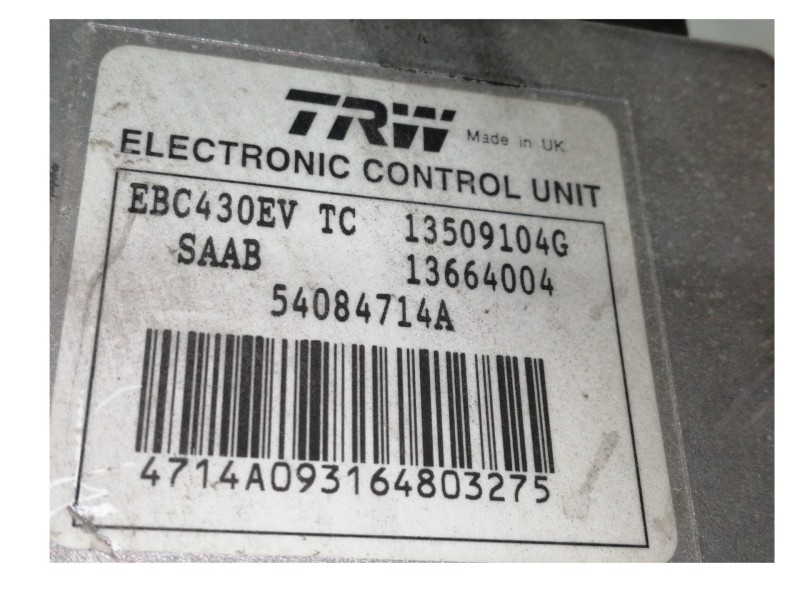 TRW Made in UK
ELECTRONIC CONTROL UNIT
EBC430EV TC 13509104G
SAAB 13664004
54084714A
4714A093164803275